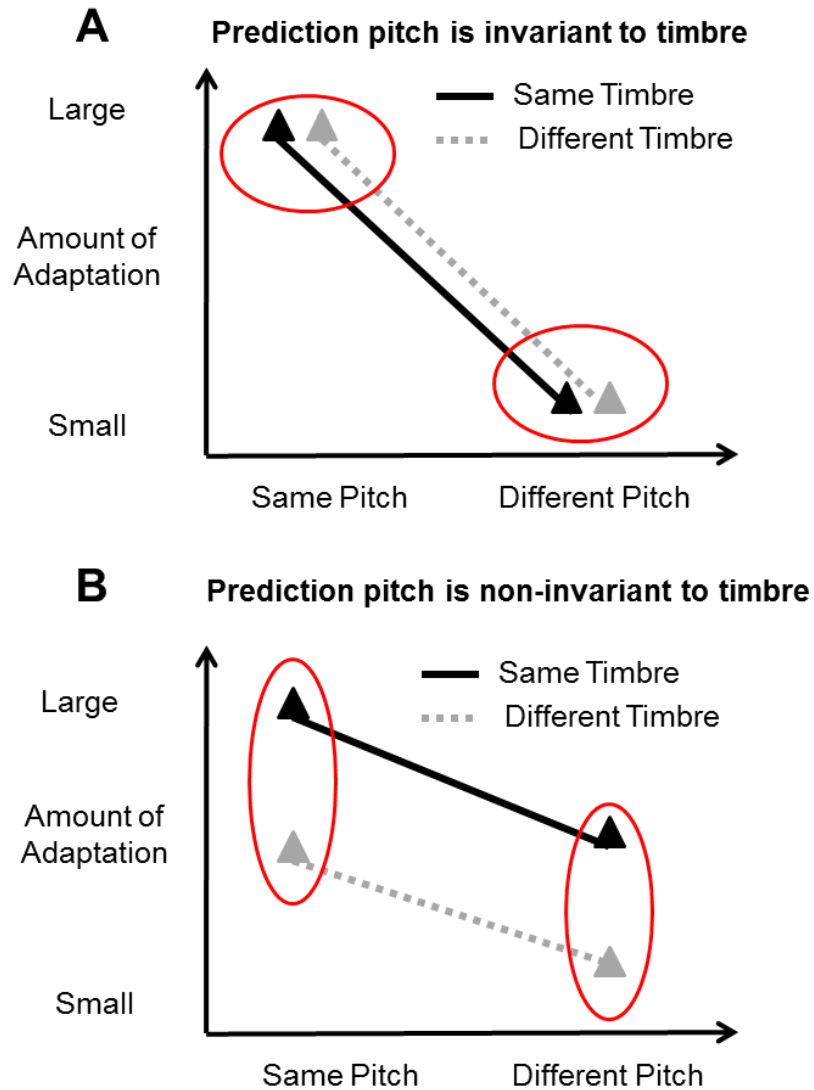 A
Prediction pitch is invariant to timbre
Large
Same Timbre
Different Timbre
Amount of
Adaptation
Small
Same Pitch
Different Pitch
B
Prediction pitch is non-invariant to timbre
Large
Same Timbre
Different Timbre
Amount of
Adaptation
Small
Same Pitch
Different Pitch